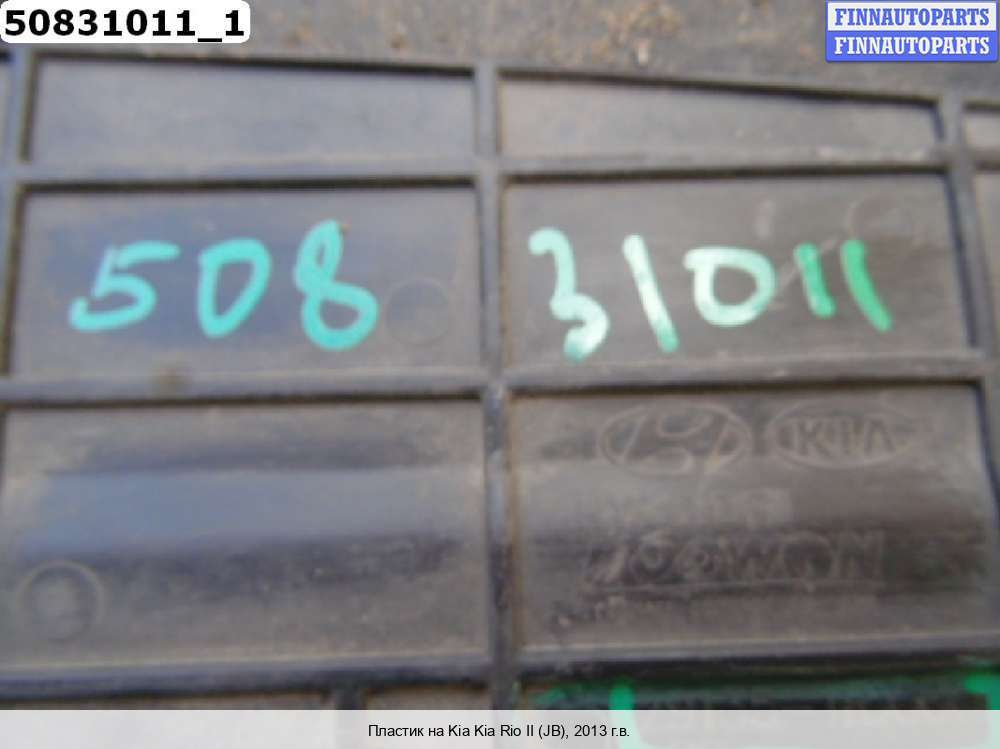 50831011_1
FINNAUTOPARTS
FINNAUTOPARTS
508 31011
KIA
Пластик на Kia Kia Rio II (JB), 2013 г.в.